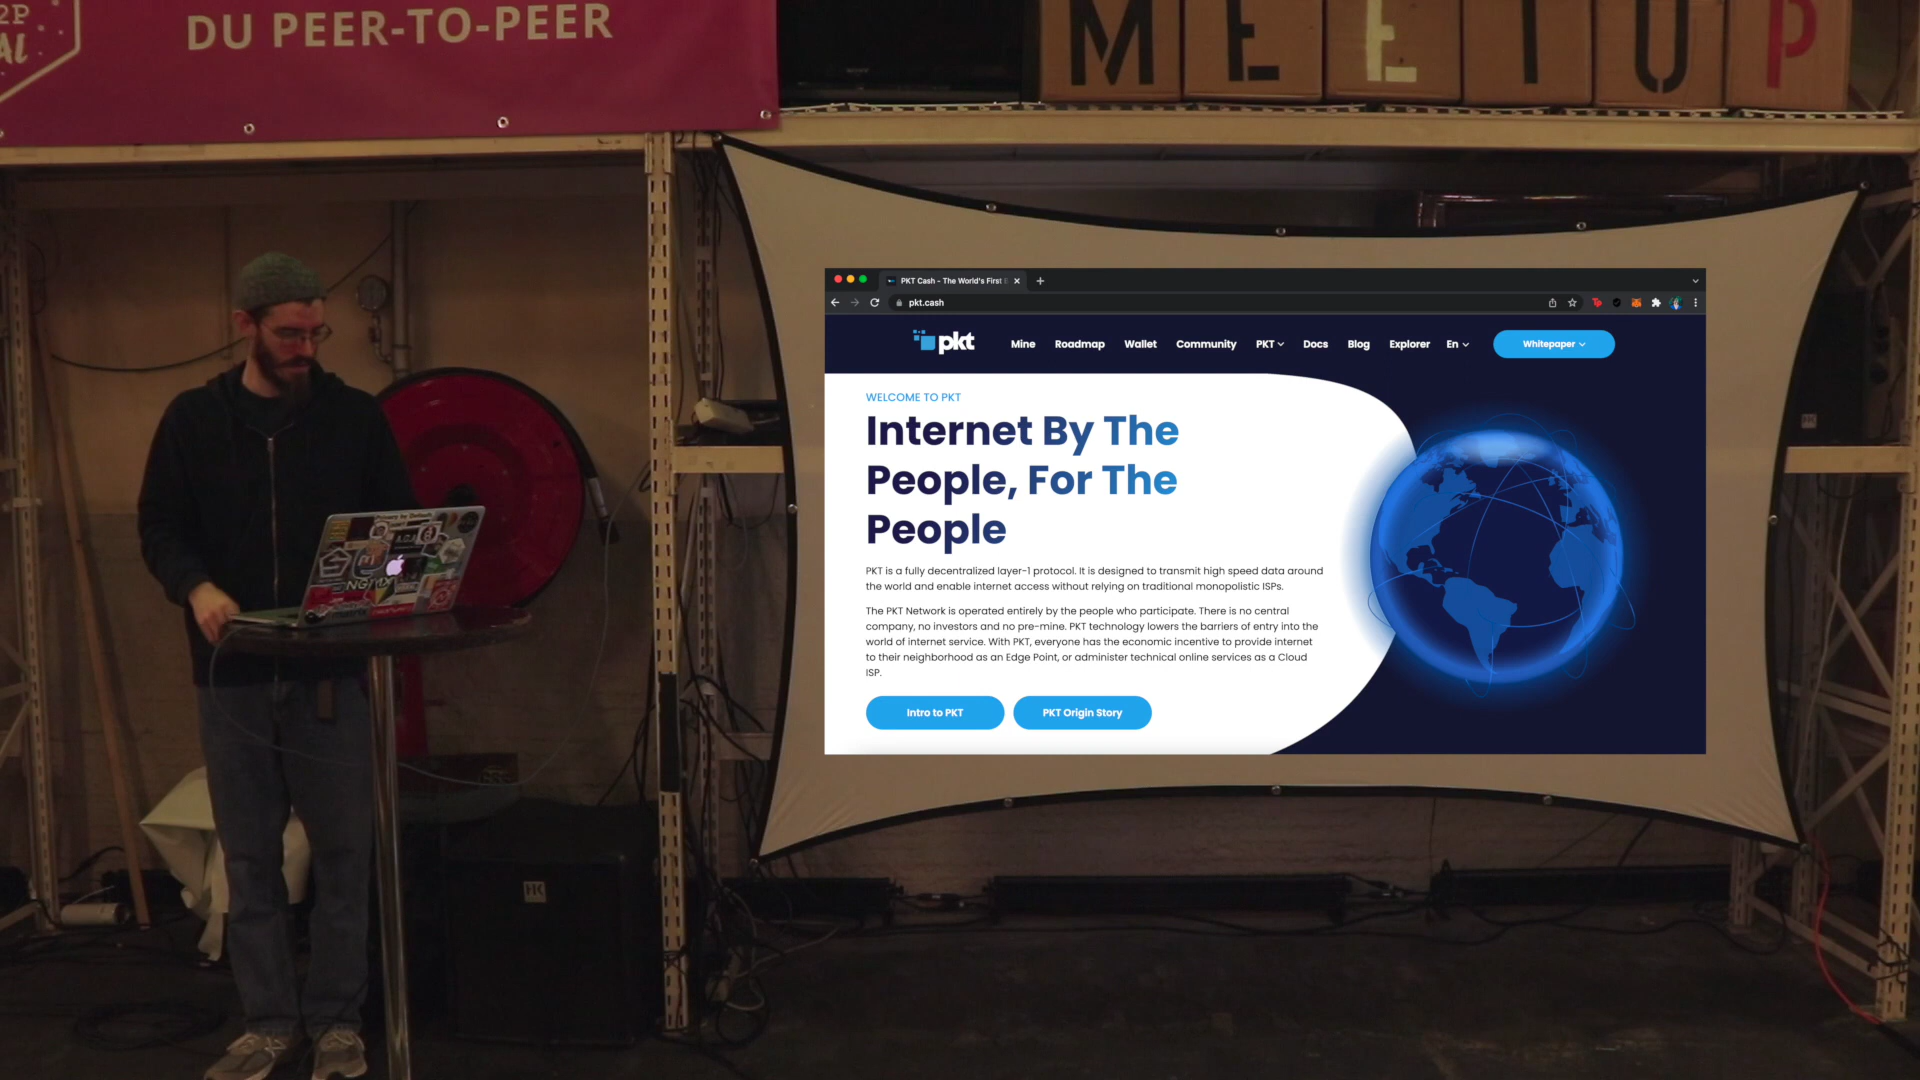 2P
AL
DU PEER-TO-PEER
MEETUP
PKT Cash - The World's First
pkt.cash
pkt
Mine Roadmap Wallet Community PKT Docs Blog Explorer En Whitepaper
WELCOME TO PKT
Internet By The
People, For The
People
PKT is a fully decentralized layer-1 protocol. It is designed to transmit high speed data around
the world and enable internet access without relying on traditional monopolistic ISPs.
The PKT Network is operated entirely by the people who participate. There is no central
company, no investors and no pre-mine. PKT technology lowers the barriers of entry into the
world of internet service. With PKT, everyone has the economic incentive to provide internet
to their neighborhood as an Edge Point, or administer technical online services as a Cloud
ISP.
Intro to PKT PKT Origin Story
NGINX
HK